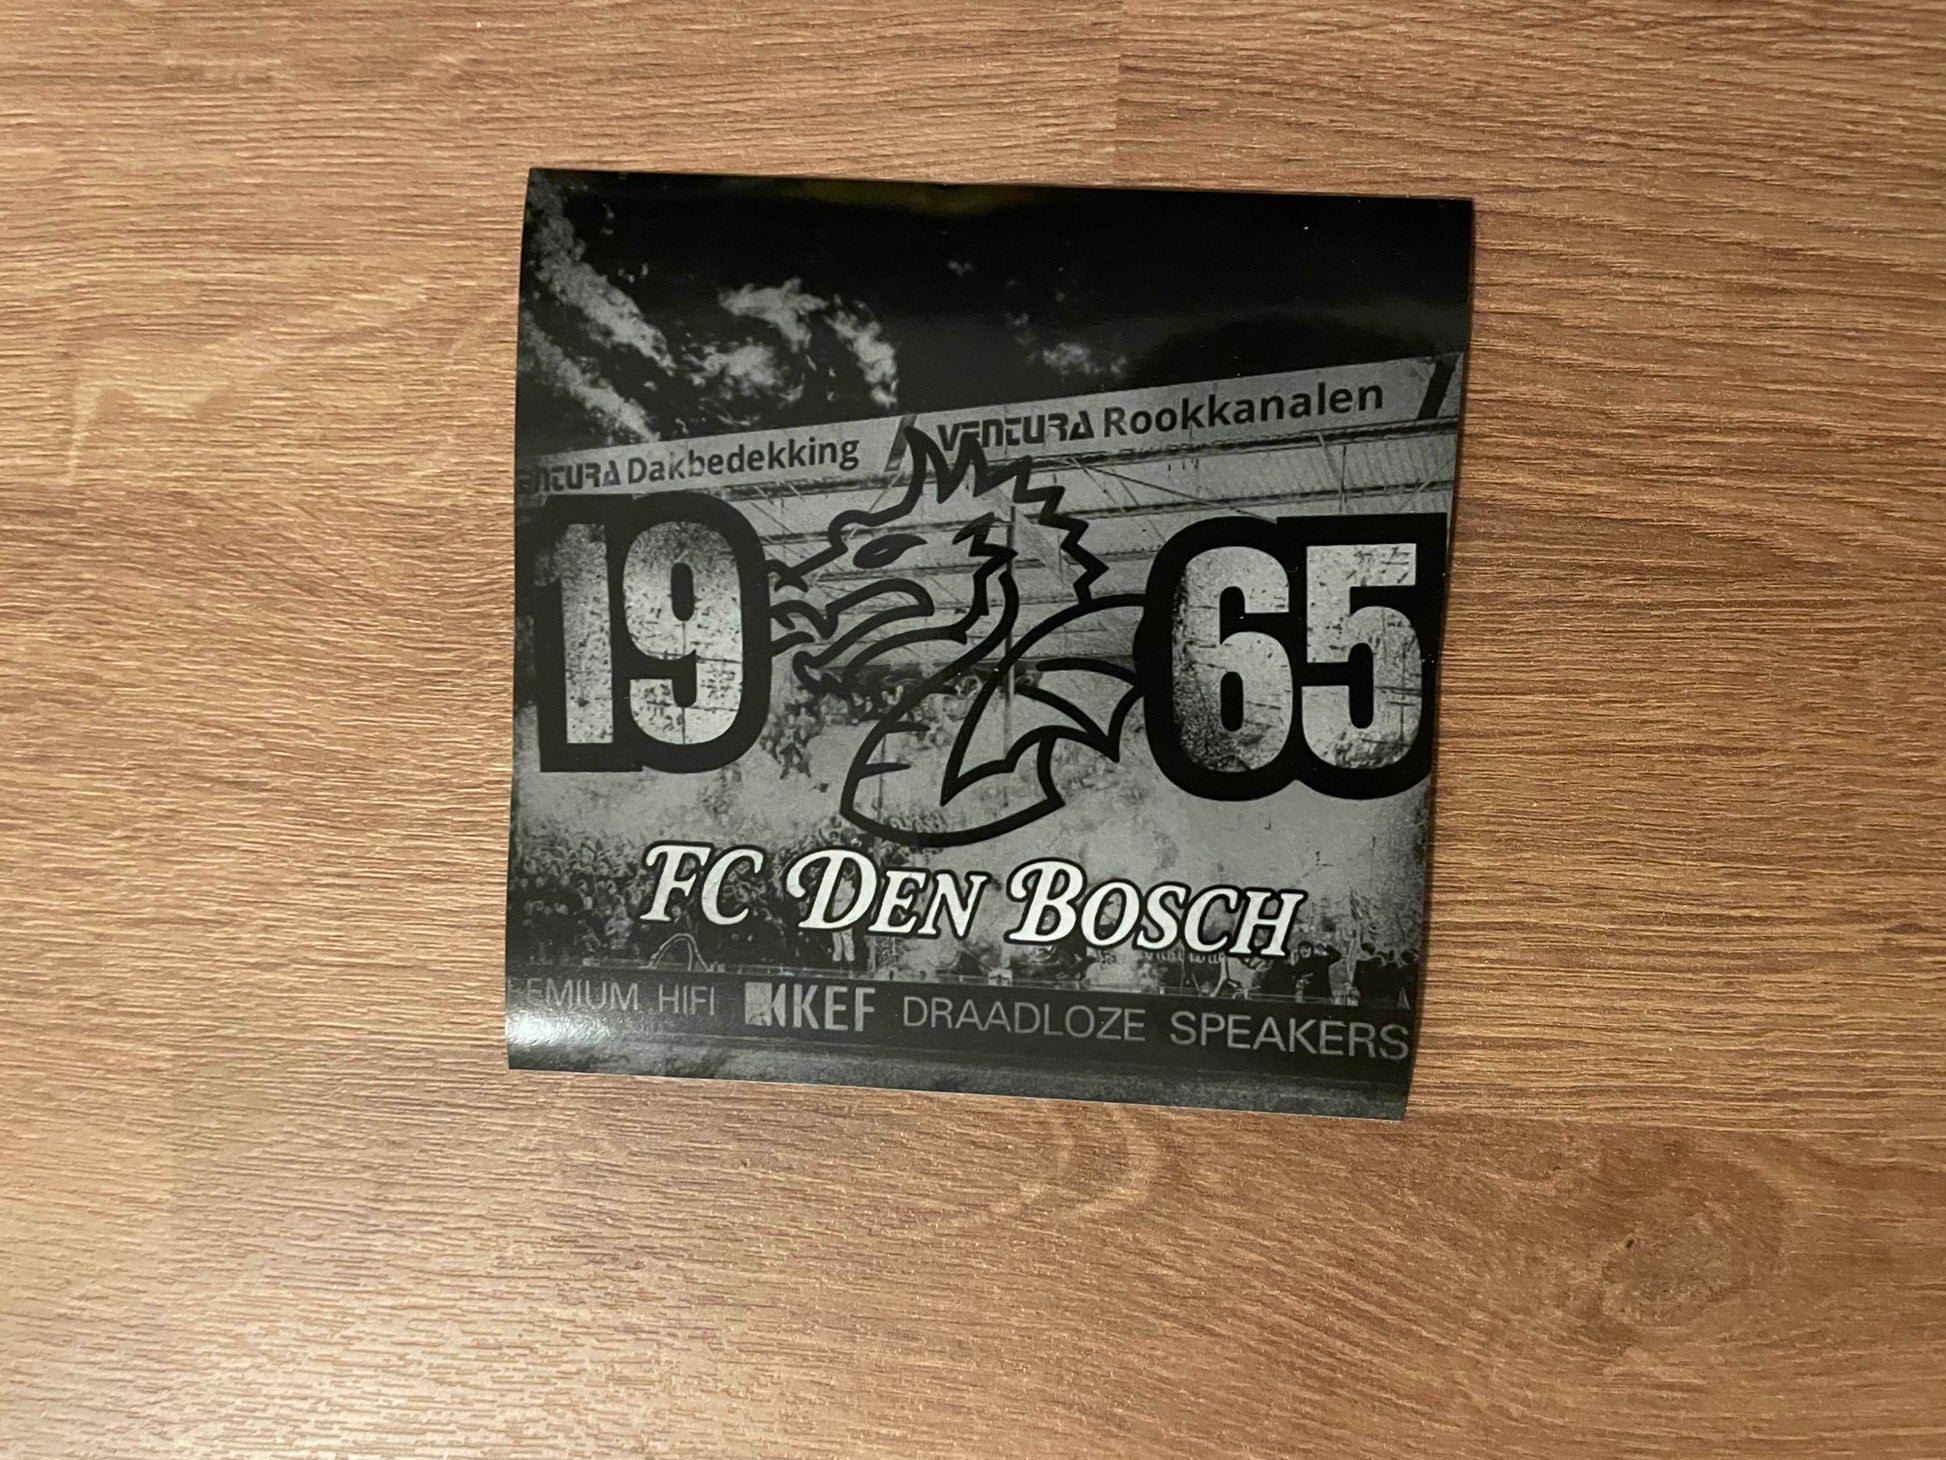 VENTURA Dakbedekking VENTURA Rookkanalen
19 65
FC DEN BOSCH
EMIUM HIFI KEF DRAADLOZE SPEAKERS